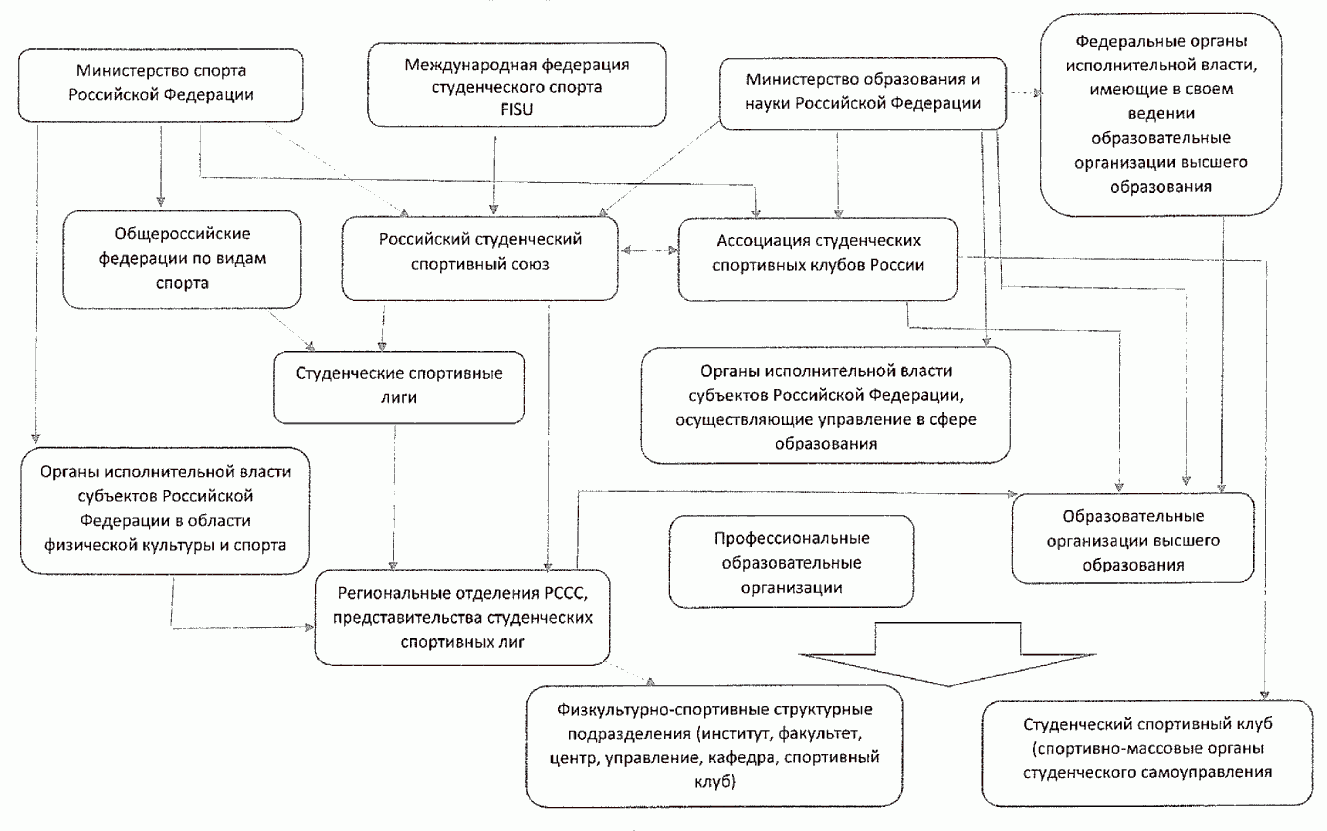 Министерство спорта
Российской Федерации
Международная федерация
студенческого спорта
FISU
Министерство образования и
науки Российской Федерации
Федеральные органы
исполнительной власти,
имеющие в своем
ведении
образовательные
организации высшего
образования
Общероссийские
федерации по видам
спорта
Российский студенческий
спортивный союз
Ассоциация студенческих
спортивных клубов России
Студенческие спортивные
лиги
Органы исполнительной власти
субъектов Российской Федерации,
осуществляющие управление в сфере
образования
Органы исполнительной власти
субъектов Российской
Федерации в области
физической культуры и спорта
Профессиональные
образовательные
организации
Образовательные
организации высшего
образования
Региональные отделения РССС,
представительства студенческих
спортивных лиг
Физкультурно-спортивные структурные
подразделения (институт, факультет,
центр, управление, кафедра, спортивный
клуб)
Студенческий спортивный клуб
(спортивно-массовые органы
студенческого самоуправления